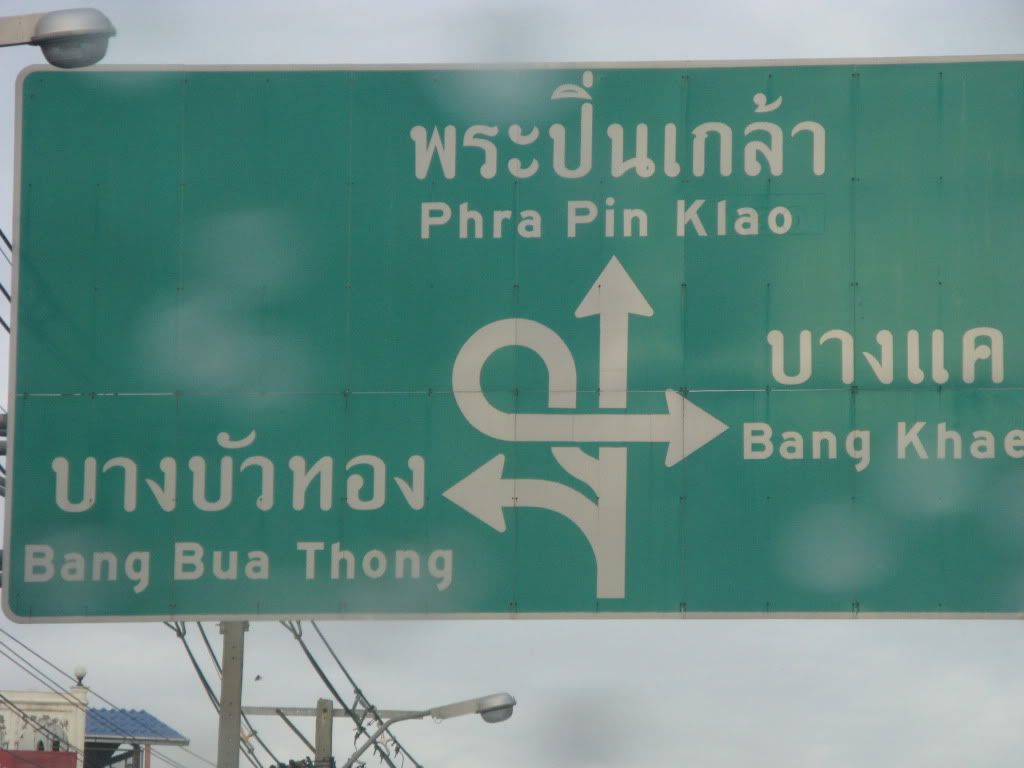 พระปิ่นเกล้า
Phra Pin Klao
บางแค
Bang Khae
บางบัวทอง
Bang Bua Thong